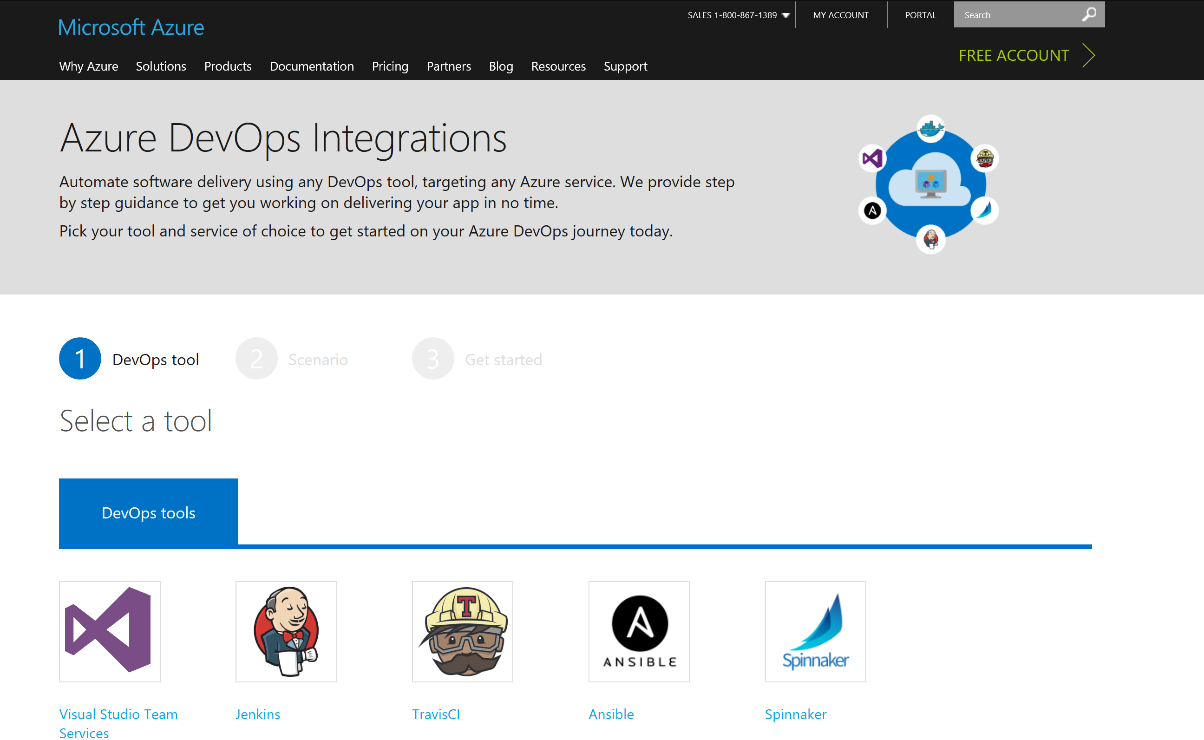 Microsoft Azure
SALES 1-800-867-1389
MY ACCOUNT
PORTAL
Search
FREE ACCOUNT
Why Azure Solutions Products Documentation Pricing Partners Blog Resources Support
Azure DevOps Integrations
Automate software delivery using any DevOps tool, targeting any Azure service. We provide step
by step guidance to get you working on delivering your app in no time.
Pick your tool and service of choice to get started on your Azure DevOps journey today.
1 DevOps tool 2 Scenario 3 Get started
Select a tool
DevOps tools
T
ANSIBLE
Spinnaker
Visual Studio Team
Services
Jenkins
TravisCI
Ansible
Spinnaker